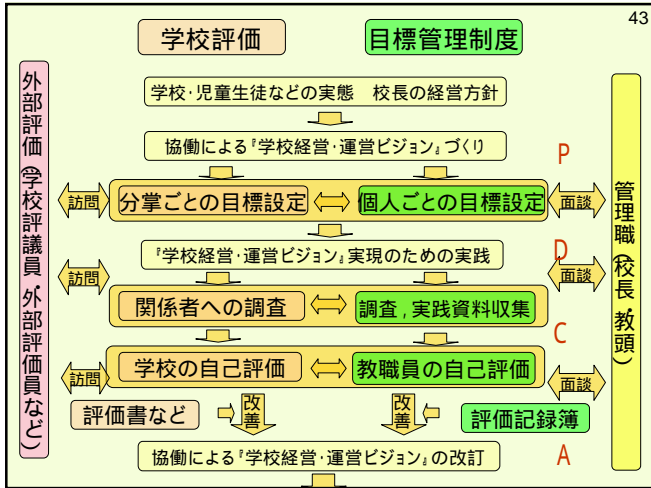 43
学校評価
目標管理制度
学校・児童生徒などの実態　校長の経営方針
協働による『学校経営・運営ビジョン』づくり
P
訪問
分掌ごとの目標設定
個人ごとの目標設定
面談
『学校経営・運営ビジョン』実現のための実践
D
訪問
面談
関係者への調査
調査，実践資料収集
C
学校の自己評価
教職員の自己評価
訪問
面談
評価書など
改善
改善
評価記録簿
協働による『学校経営・運営ビジョン』の改訂
A
外部評価（学校評議員・外部評価員など）
管理職（校長・教頭）